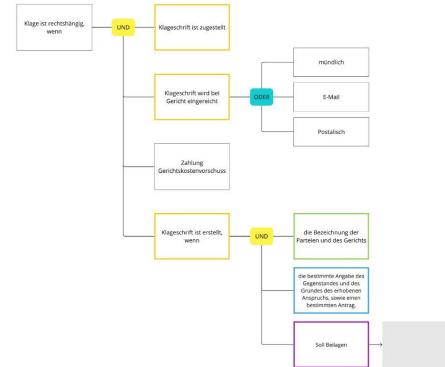 Klage ist rechtshängig,
wenn
UND
Klageschrift ist zugestellt
Klageschrift wird bei
Gericht eingereicht
ODER
mündlich
E-Mail
Postalisch
Zahlung
Gerichtskostenvorschuss
Klageschrift ist erstellt,
wenn
UND
die Bezeichnung der
Parteien und des Gerichts
die bestimmte Angabe des
Gegenstandes und des
Grundes des erhobenen
Anspruchs, sowie einen
bestimmten Antrag.
Soll Beilagen